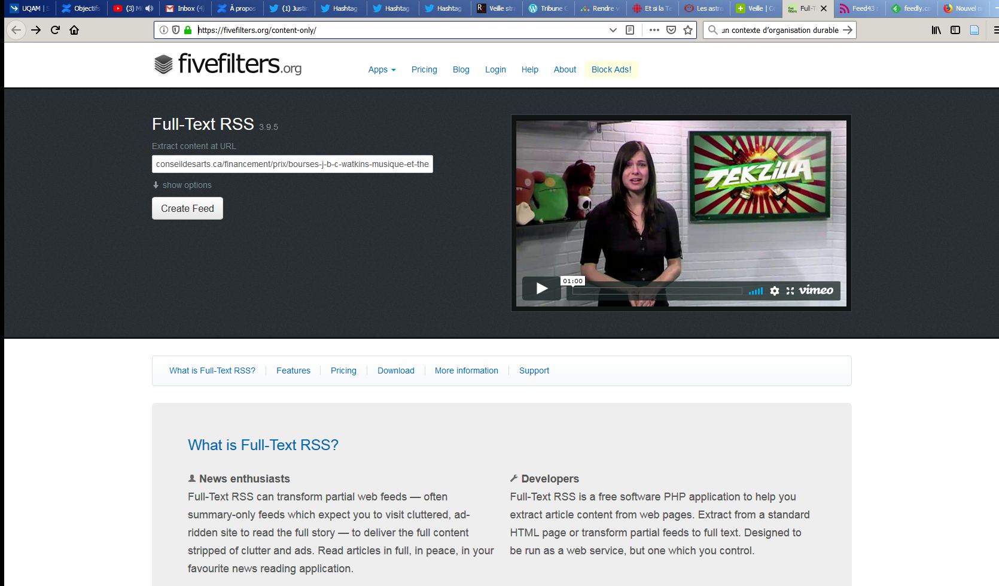 UQAM | S
Objectifs
(3) Mi
Inbox (4)
À propos
(1) Justin
Hashtag
Hashtag
Hashtag
R
Veille stra
Tribune C
Rendre v
Et si la Te
Les astro
Veille | Ca
five filters
Full-T
Feed43 :
feedly.co
Nouvel o
https://fivefilters.org/content-only/
un contexte d'organisation durable
fivefilters.org
Apps
Pricing
Blog
Login
Help
About
Block Ads!
Full-Text RSS 3.9.5
Extract content at URL
conseildesarts.ca/financement/prix/bourses-j-b-c-watkins-musique-et-the
show options
Create Feed
TEKZILLA
01:00
vimeo
What is Full-Text RSS?
Features
Pricing
Download
More information
Support
What is Full-Text RSS?
News enthusiasts
Full-Text RSS can transform partial web feeds — often
summary-only feeds which expect you to visit cluttered, ad-
ridden site to read the full story — to deliver the full content
stripped of clutter and ads. Read articles in full, in peace, in your
favourite news reading application.
Developers
Full-Text RSS is a free software PHP application to help you
extract article content from web pages. Extract from a standard
HTML page or transform partial feeds to full text. Designed to
be run as a web service, but one which you control.